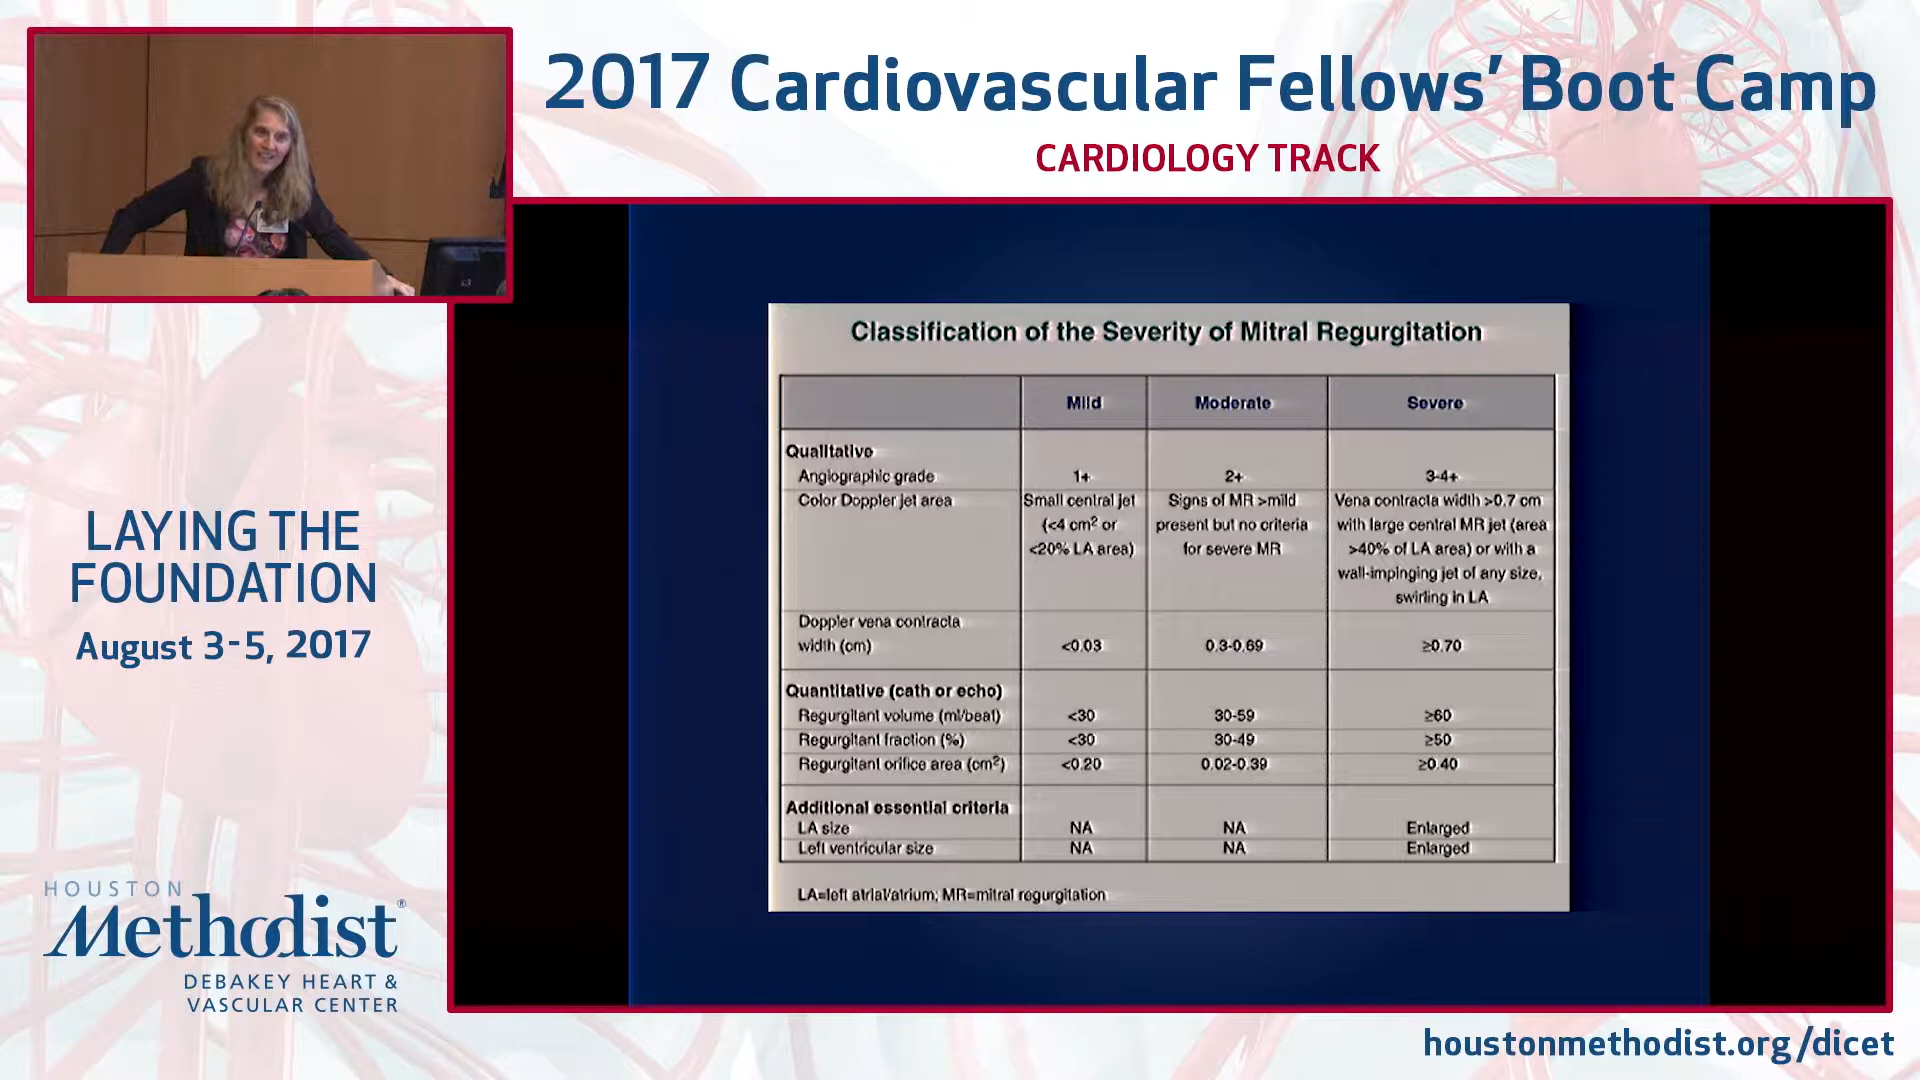 2017 Cardiovascular Fellows' Boot Camp
CARDIOLOGY TRACK
LAYING THE
FOUNDATION
August 3-5, 2017
HOUSTON
Methodist®
DEBAKEY HEART &
VASCULAR CENTER
Classification of the Severity of Mitral Regurgitation
Mild Moderate Severe
Qualitative
Angiographic grade 1+ 2+ 3-4+
Color Doppler jet area Small central jet Signs of MR >mild Vena contracta width >0.7 cm
(<4 cm² or present but no criteria with large central MR jet (area
<20% LA area) for severe MR >40% of LA area) or with a
wall-impinging jet of any size,
swirling in LA
Doppler vena contracta
width (cm) <0.03 0.3-0.69 ≥0.70
Quantitative (cath or echo)
Regurgitant volume (ml/beat) <30 30-59 ≥60
Regurgitant fraction (%) <30 30-49 ≥50
Regurgitant orifice area (cm²) <0.20 0.02-0.39 ≥0.40
Additional essential criteria
LA size NA NA Enlarged
Left ventricular size NA NA Enlarged
LA=left atrial/atrium; MR=mitral regurgitation
houstonmethodist.org/dicet